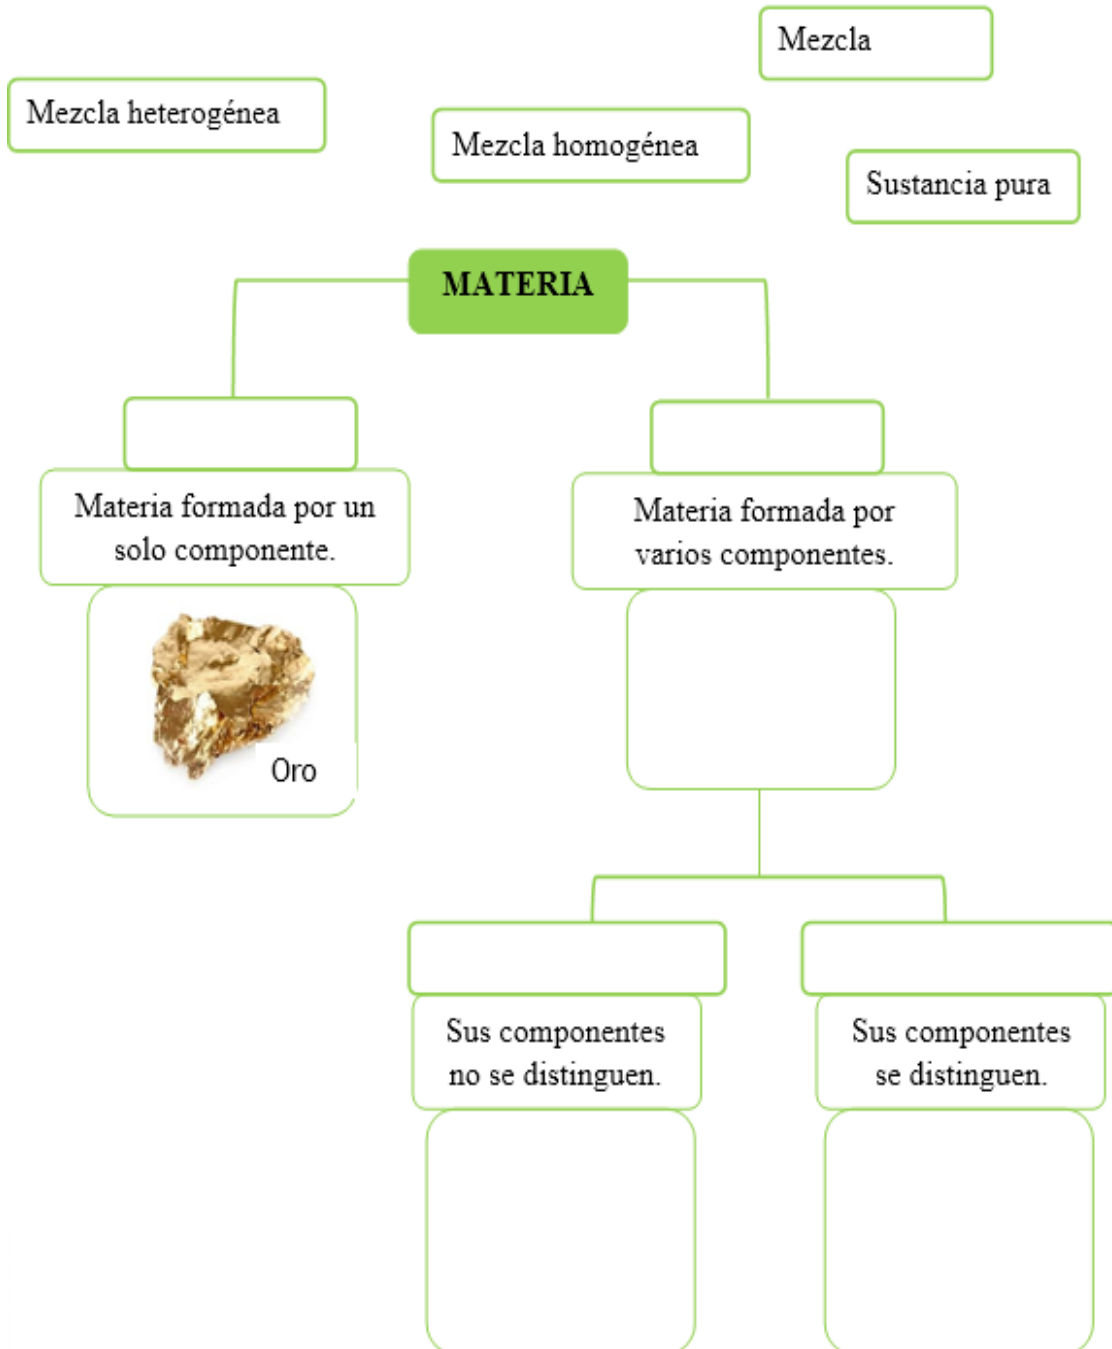 Mezcla
Mezcla heterogénea
Mezcla homogénea
Sustancia pura
MATERIA
Materia formada por un
solo componente.
Oro
Materia formada por
varios componentes.
Sus componentes
no se distinguen.
Sus componentes
se distinguen.